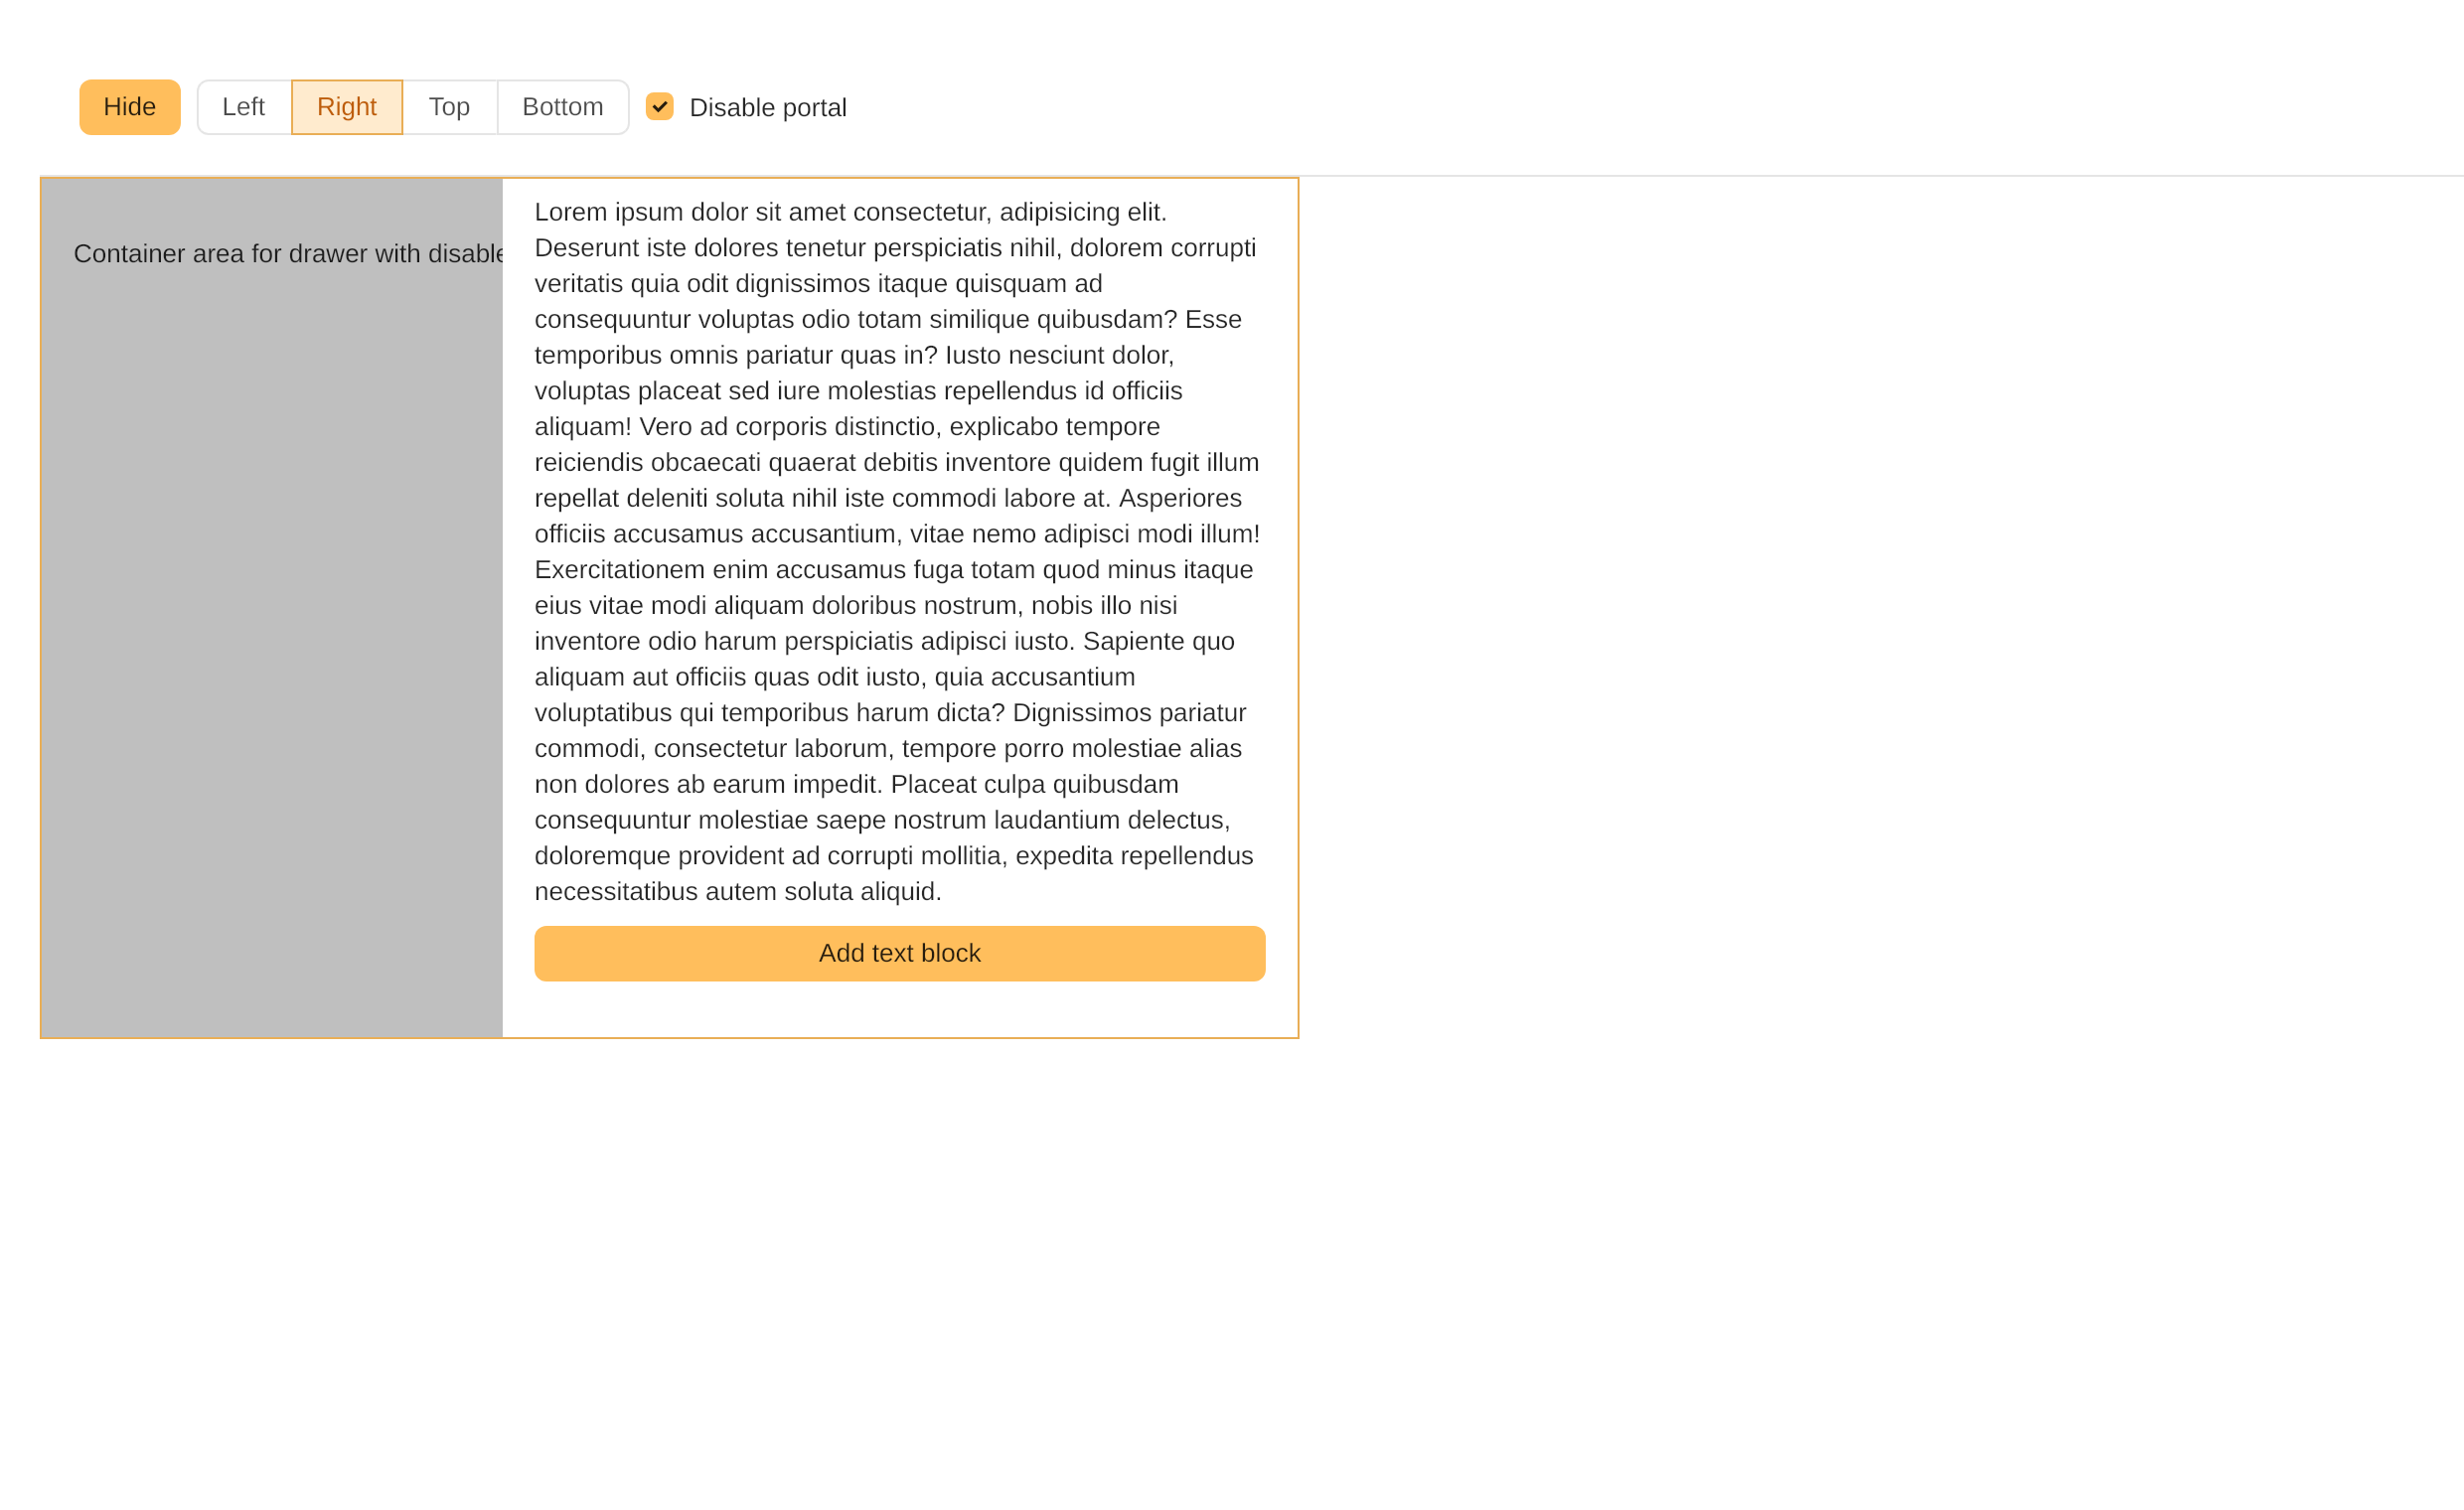 Hide Left Right Top Bottom Disable portal
Container area for drawer with disable
Lorem ipsum dolor sit amet consectetur, adipisicing elit.
Deserunt iste dolores tenetur perspiciatis nihil, dolorem corrupti
veritatis quia odit dignissimos itaque quisquam ad
consequuntur voluptas odio totam similique quibusdam? Esse
temporibus omnis pariatur quas in? Iusto nesciunt dolor,
voluptas placeat sed iure molestias repellendus id officiis
aliquam! Vero ad corporis distinctio, explicabo tempore
reiciendis obcaecati quaerat debitis inventore quidem fugit illum
repellat deleniti soluta nihil iste commodi labore at. Asperiores
officiis accusamus accusantium, vitae nemo adipisci modi illum!
Exercitationem enim accusamus fuga totam quod minus itaque
eius vitae modi aliquam doloribus nostrum, nobis illo nisi
inventore odio harum perspiciatis adipisci iusto. Sapiente quo
aliquam aut officiis quas odit iusto, quia accusantium
voluptatibus qui temporibus harum dicta? Dignissimos pariatur
commodi, consectetur laborum, tempore porro molestiae alias
non dolores ab earum impedit. Placeat culpa quibusdam
consequuntur molestiae saepe nostrum laudantium delectus,
doloremque provident ad corrupti mollitia, expedita repellendus
necessitatibus autem soluta aliquid.
Add text block